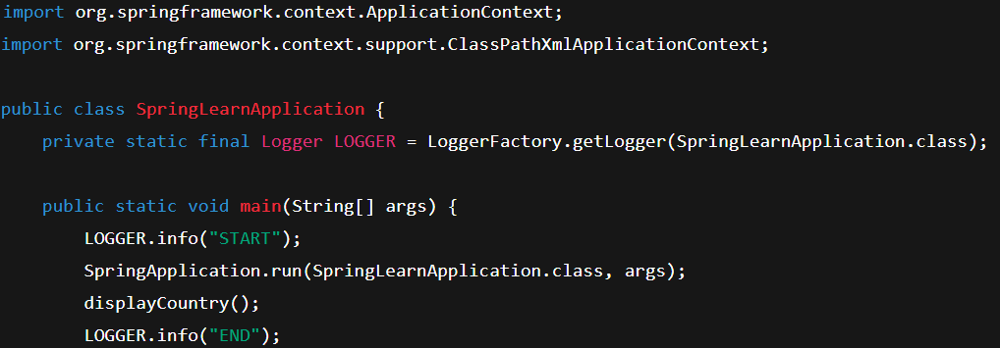 import org.springframework.context.ApplicationContext;
import org.springframework.context.support.ClassPathXmlApplicationContext;
public class SpringLearnApplication {
private static final Logger LOGGER = LoggerFactory.getLogger(SpringLearnApplication.class);
public static void main(String[] args) {
LOGGER.info("START");
SpringApplication.run(SpringLearnApplication.class, args);
displayCountry();
LOGGER.info("END");